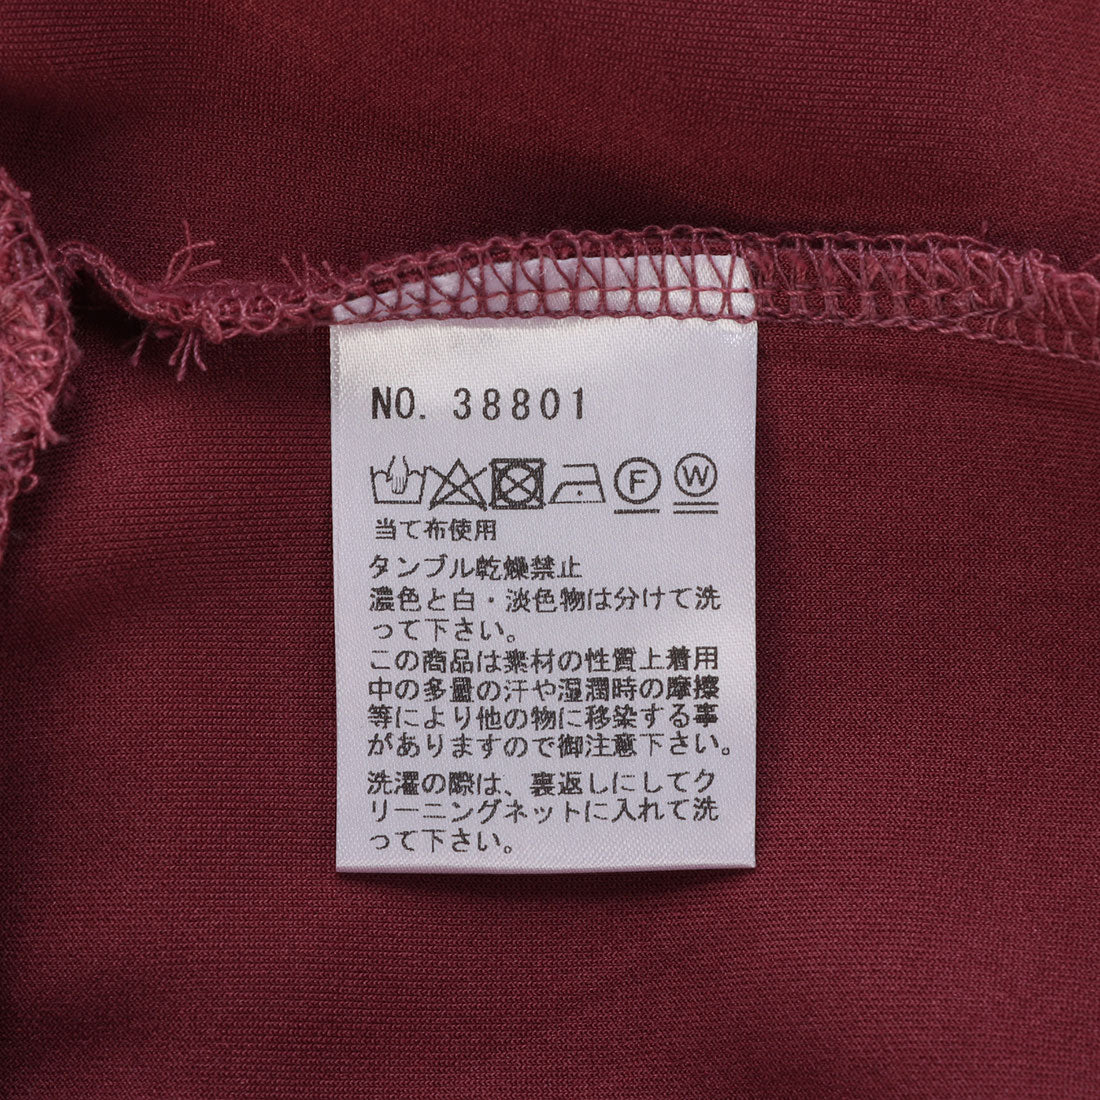 NO. 38801
F W
当て布使用
タンブル乾燥禁止
濃色と白・淡色物は分けて洗
って下さい。
この商品は素材の性質上着用
中の多量の汗や湿潤時の摩擦
等により他の物に移染する事
がありますので御注意下さい。
洗濯の際は、裏返しにしてク
リーニングネットに入れて洗
って下さい。